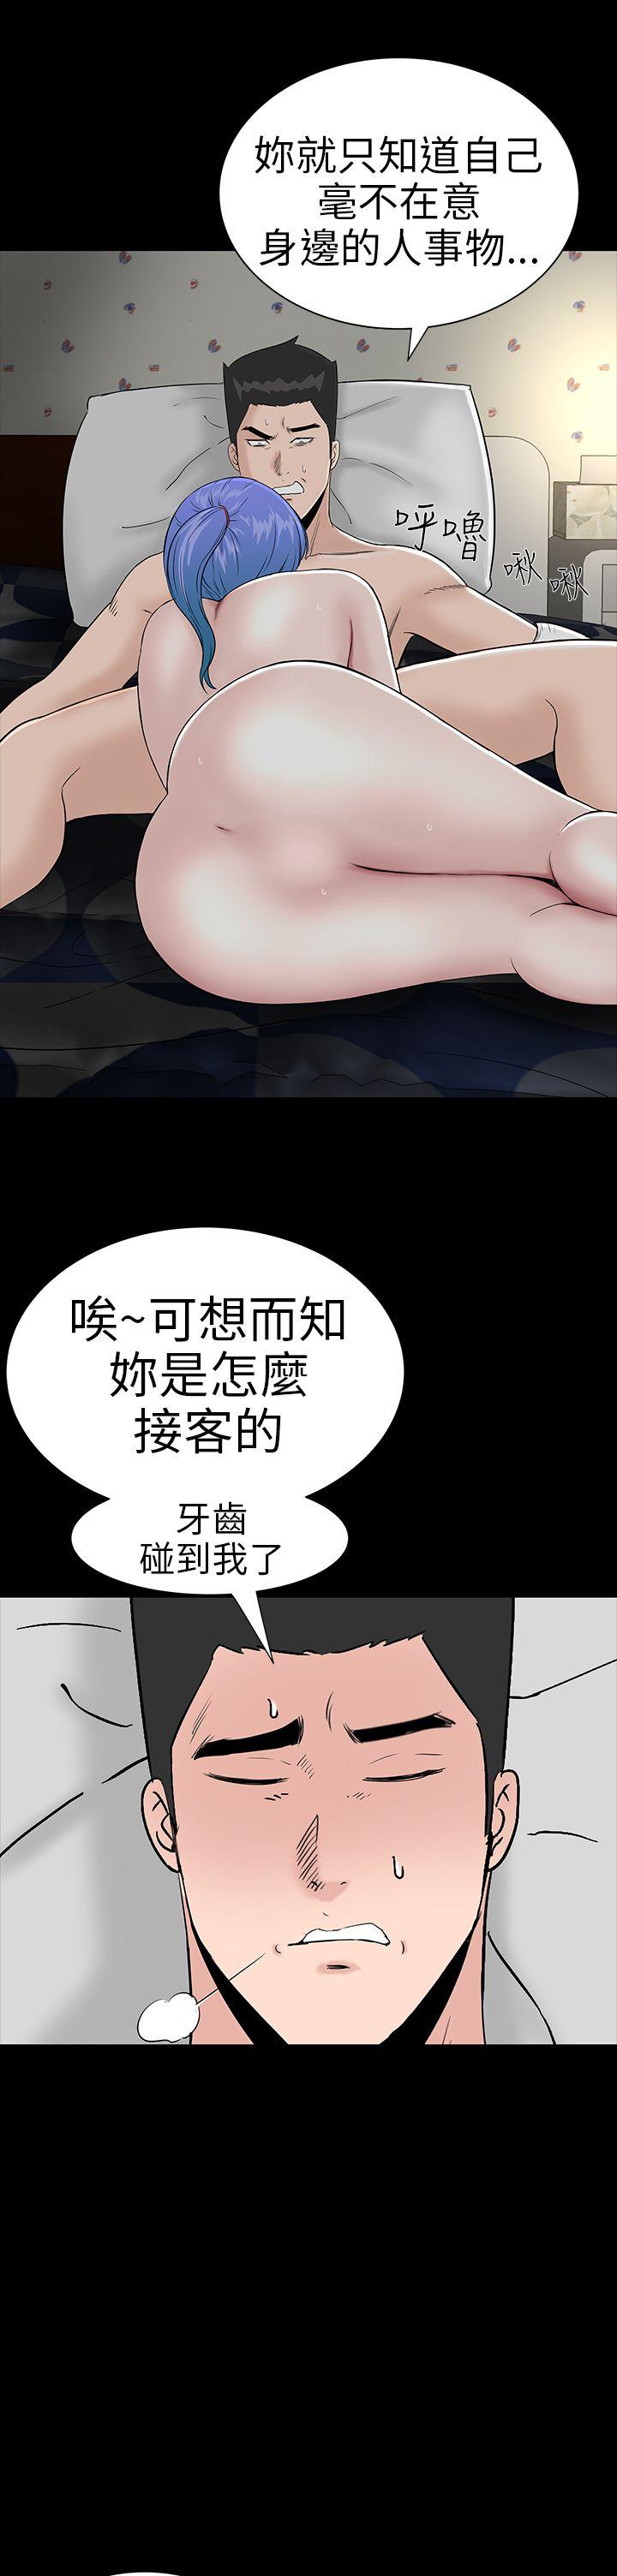 妳就只知道自己
毫不在意
身邊的人事物...
呼嚕
啾
啾
唉~可想而知
妳是怎麼
接客的
牙齒
碰到我了